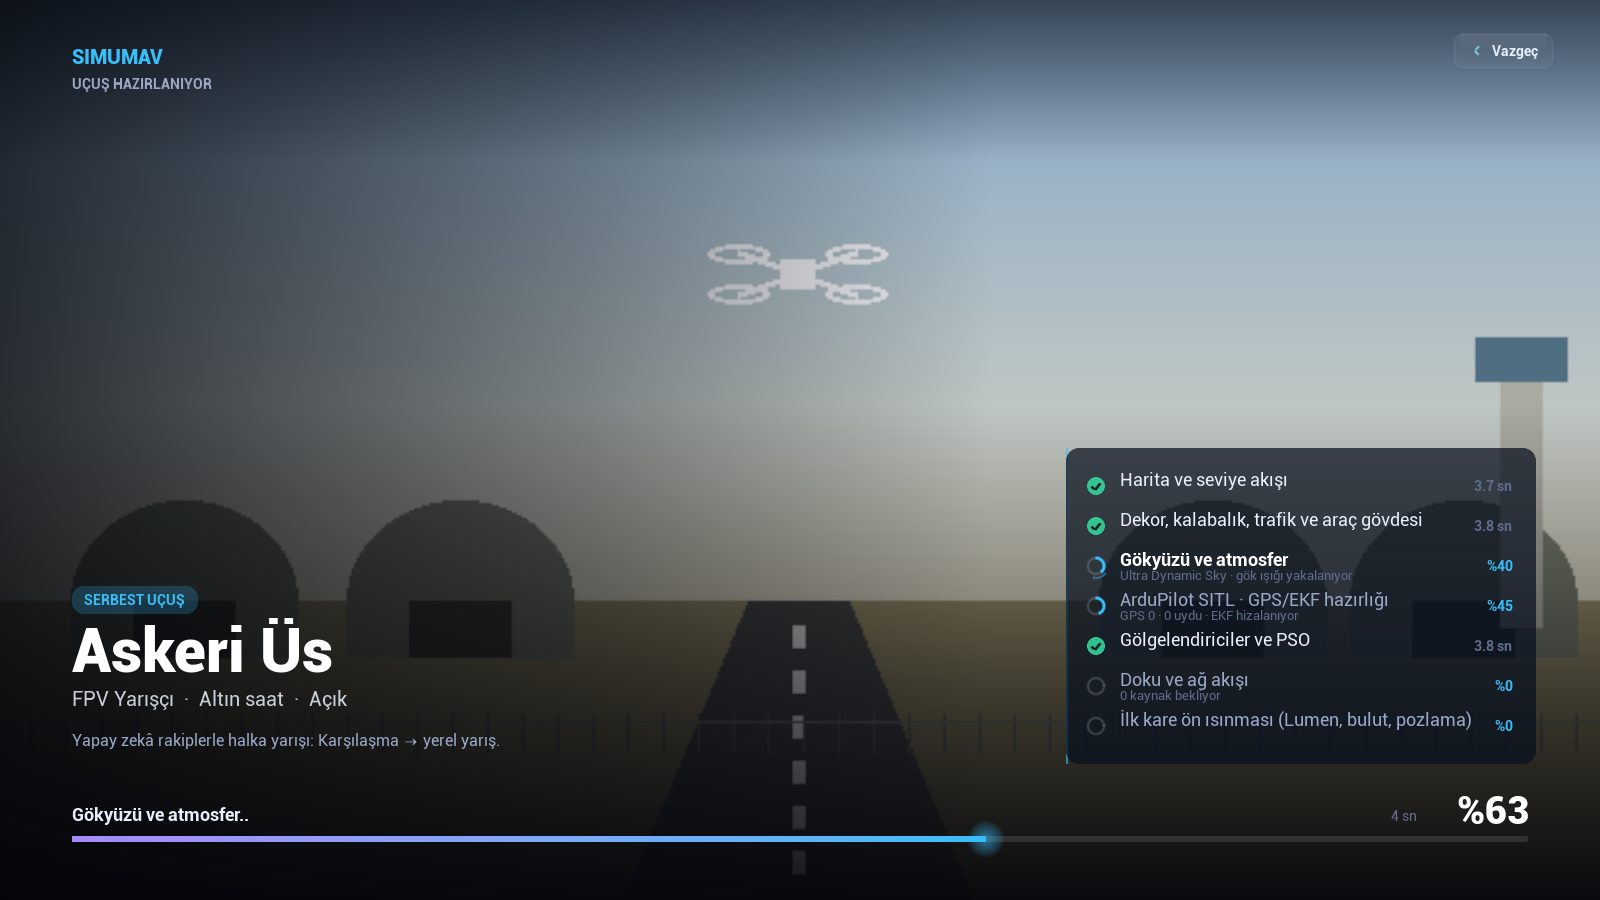 SIMUMAV
UÇUŞ HAZIRLANIYOR
Vazgeç
Harita ve seviye akışı 3.7 sn
Dekor, kalabalık, trafik ve araç gövdesi 3.8 sn
Gökyüzü ve atmosfer %40
Ultra Dynamic Sky · gök ışığı yakalanıyor
ArduPilot SITL · GPS/EKF hazırlığı %45
GPS 0 · 0 uydu · EKF hizalanıyor
Gölgelendiriciler ve PSO 3.8 sn
Doku ve ağ akışı %0
0 kaynak bekliyor
İlk kare ön ısınması (Lumen, bulut, pozlama) %0
SERBEST UÇUŞ
Askeri Üs
FPV Yarışçı · Altın saat · Açık
Yapay zekâ rakiplerle halka yarışı: Karşılaşma → yerel yarış.
Gökyüzü ve atmosfer..
4 sn %63